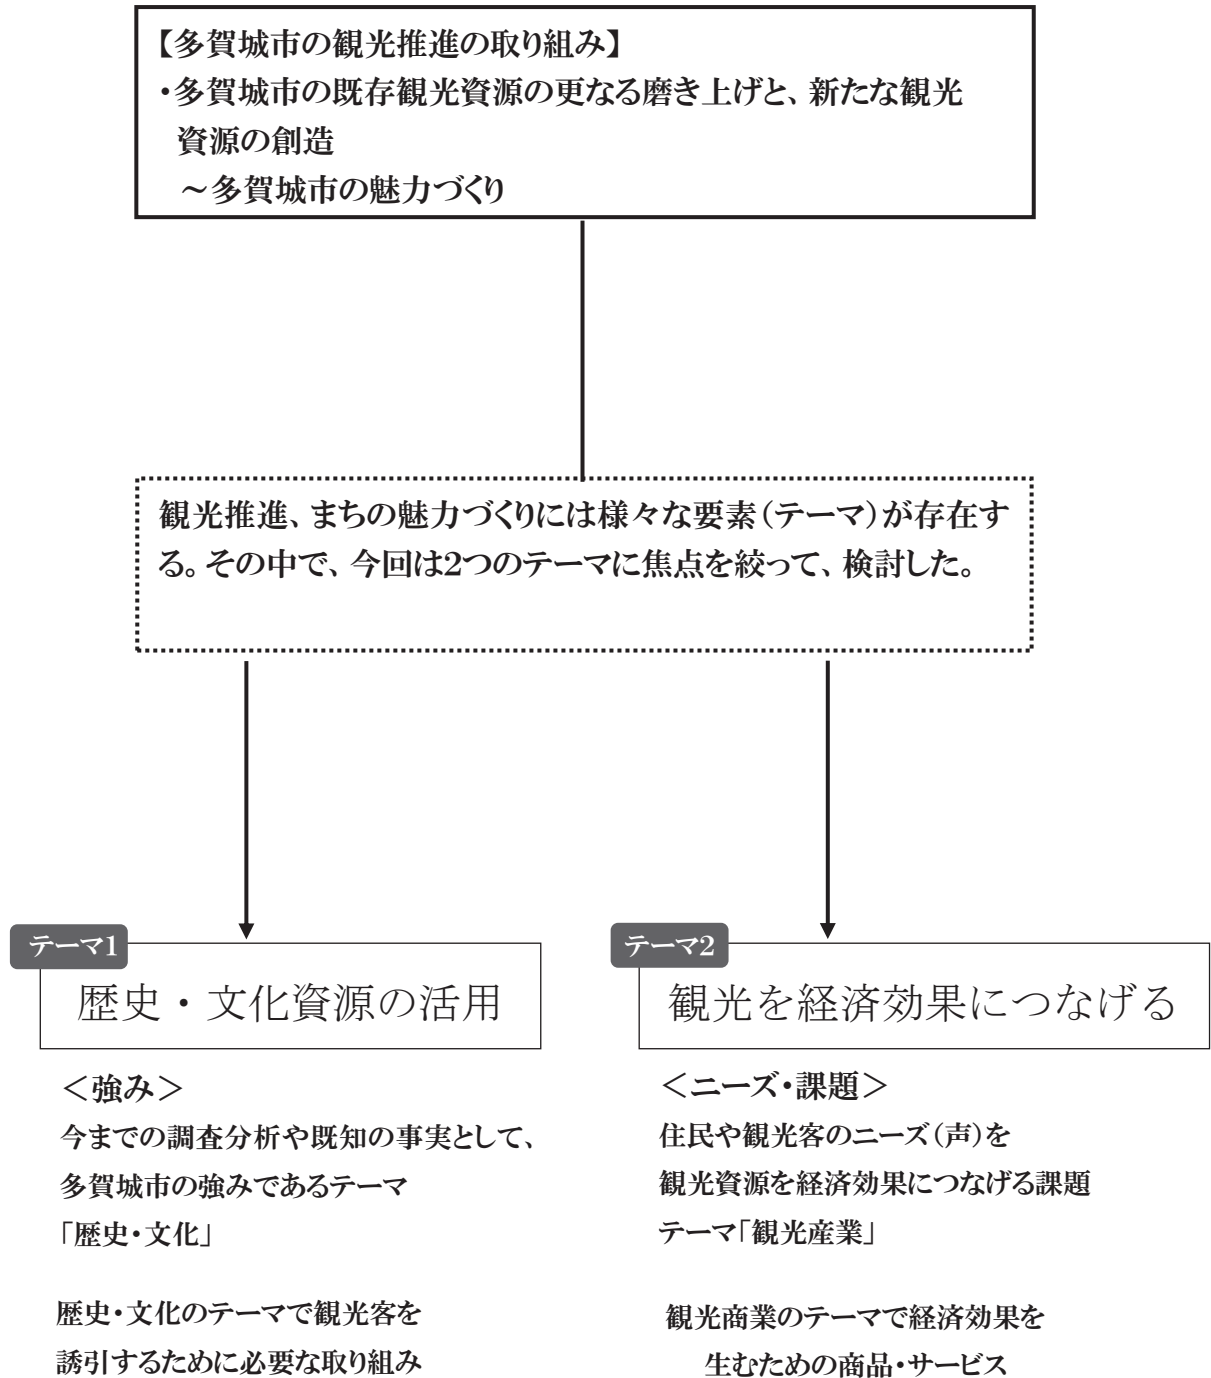 【多賀城市の観光推進の取り組み】
・多賀城市の既存観光資源の更なる磨き上げと、新たな観光
資源の創造
～多賀城市の魅力づくり
観光推進、まちの魅力づくりには様々な要素（テーマ）が存在す
る。その中で、今回は2つのテーマに焦点を絞って、検討した。
テーマ1
歴史・文化資源の活用
＜強み＞
今までの調査分析や既知の事実として、
多賀城市の強みであるテーマ
「歴史・文化」
歴史・文化のテーマで観光客を
誘引するために必要な取り組み
テーマ2
観光を経済効果につなげる
＜ニーズ・課題＞
住民や観光客のニーズ（声）を
観光資源を経済効果につなげる課題
テーマ「観光産業」
観光商業のテーマで経済効果を
生むための商品・サービス